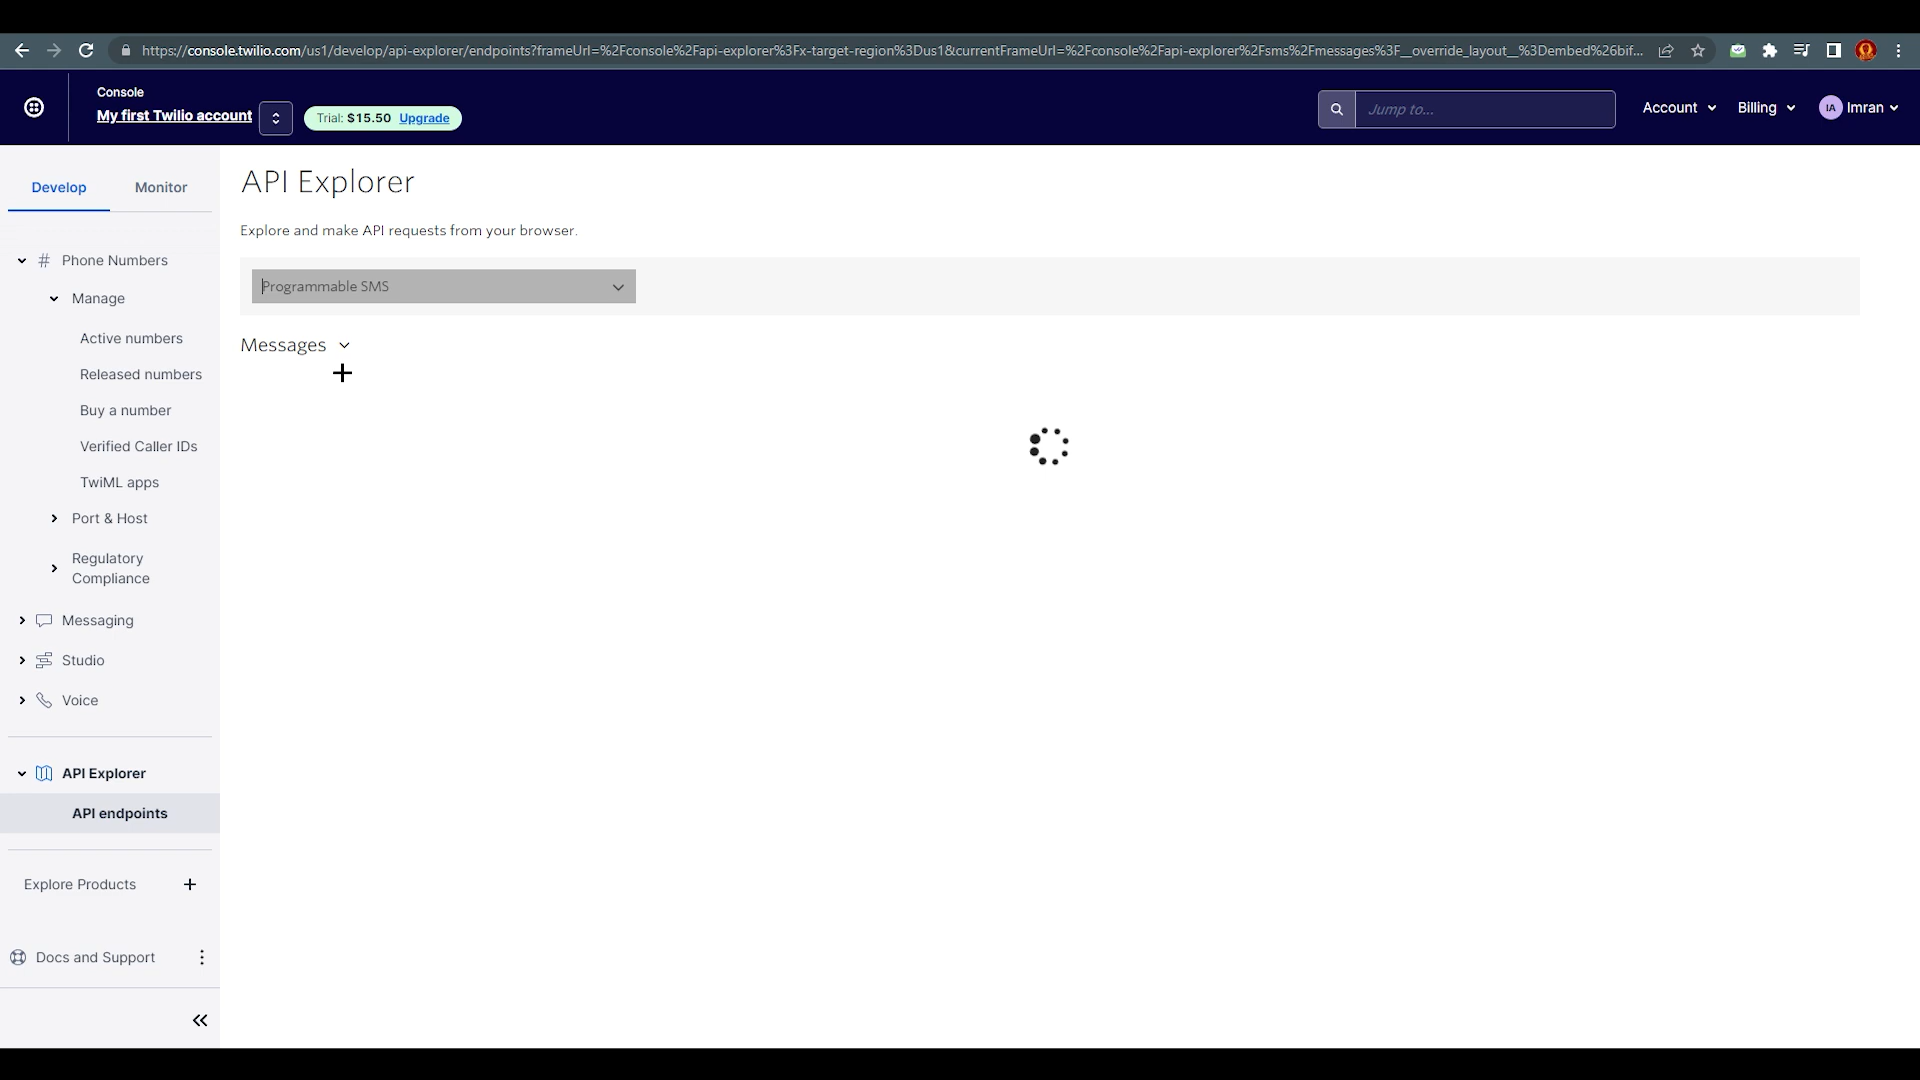 https://console.twilio.com/us1/develop/api-explorer/endpoints?frameUrl=%2Fconsole%2Fapi-explorer%3Fx-target-region%3Dus1&currentFrameUrl=%2Fconsole%2Fapi-explorer%2Fsms%2Fmessages%3F__override_layout__%3Dembed%26bif...
Console
My first Twilio account
Trial: $15.50 Upgrade
Jump to...
Account
Billing
IA
Imran
Develop
Monitor
Phone Numbers
Manage
Active numbers
Released numbers
Buy a number
Verified Caller IDs
TwiML apps
Port & Host
Regulatory
Compliance
Messaging
Studio
Voice
API Explorer
API endpoints
Explore Products
Docs and Support
API Explorer
Explore and make API requests from your browser.
Programmable SMS
Messages